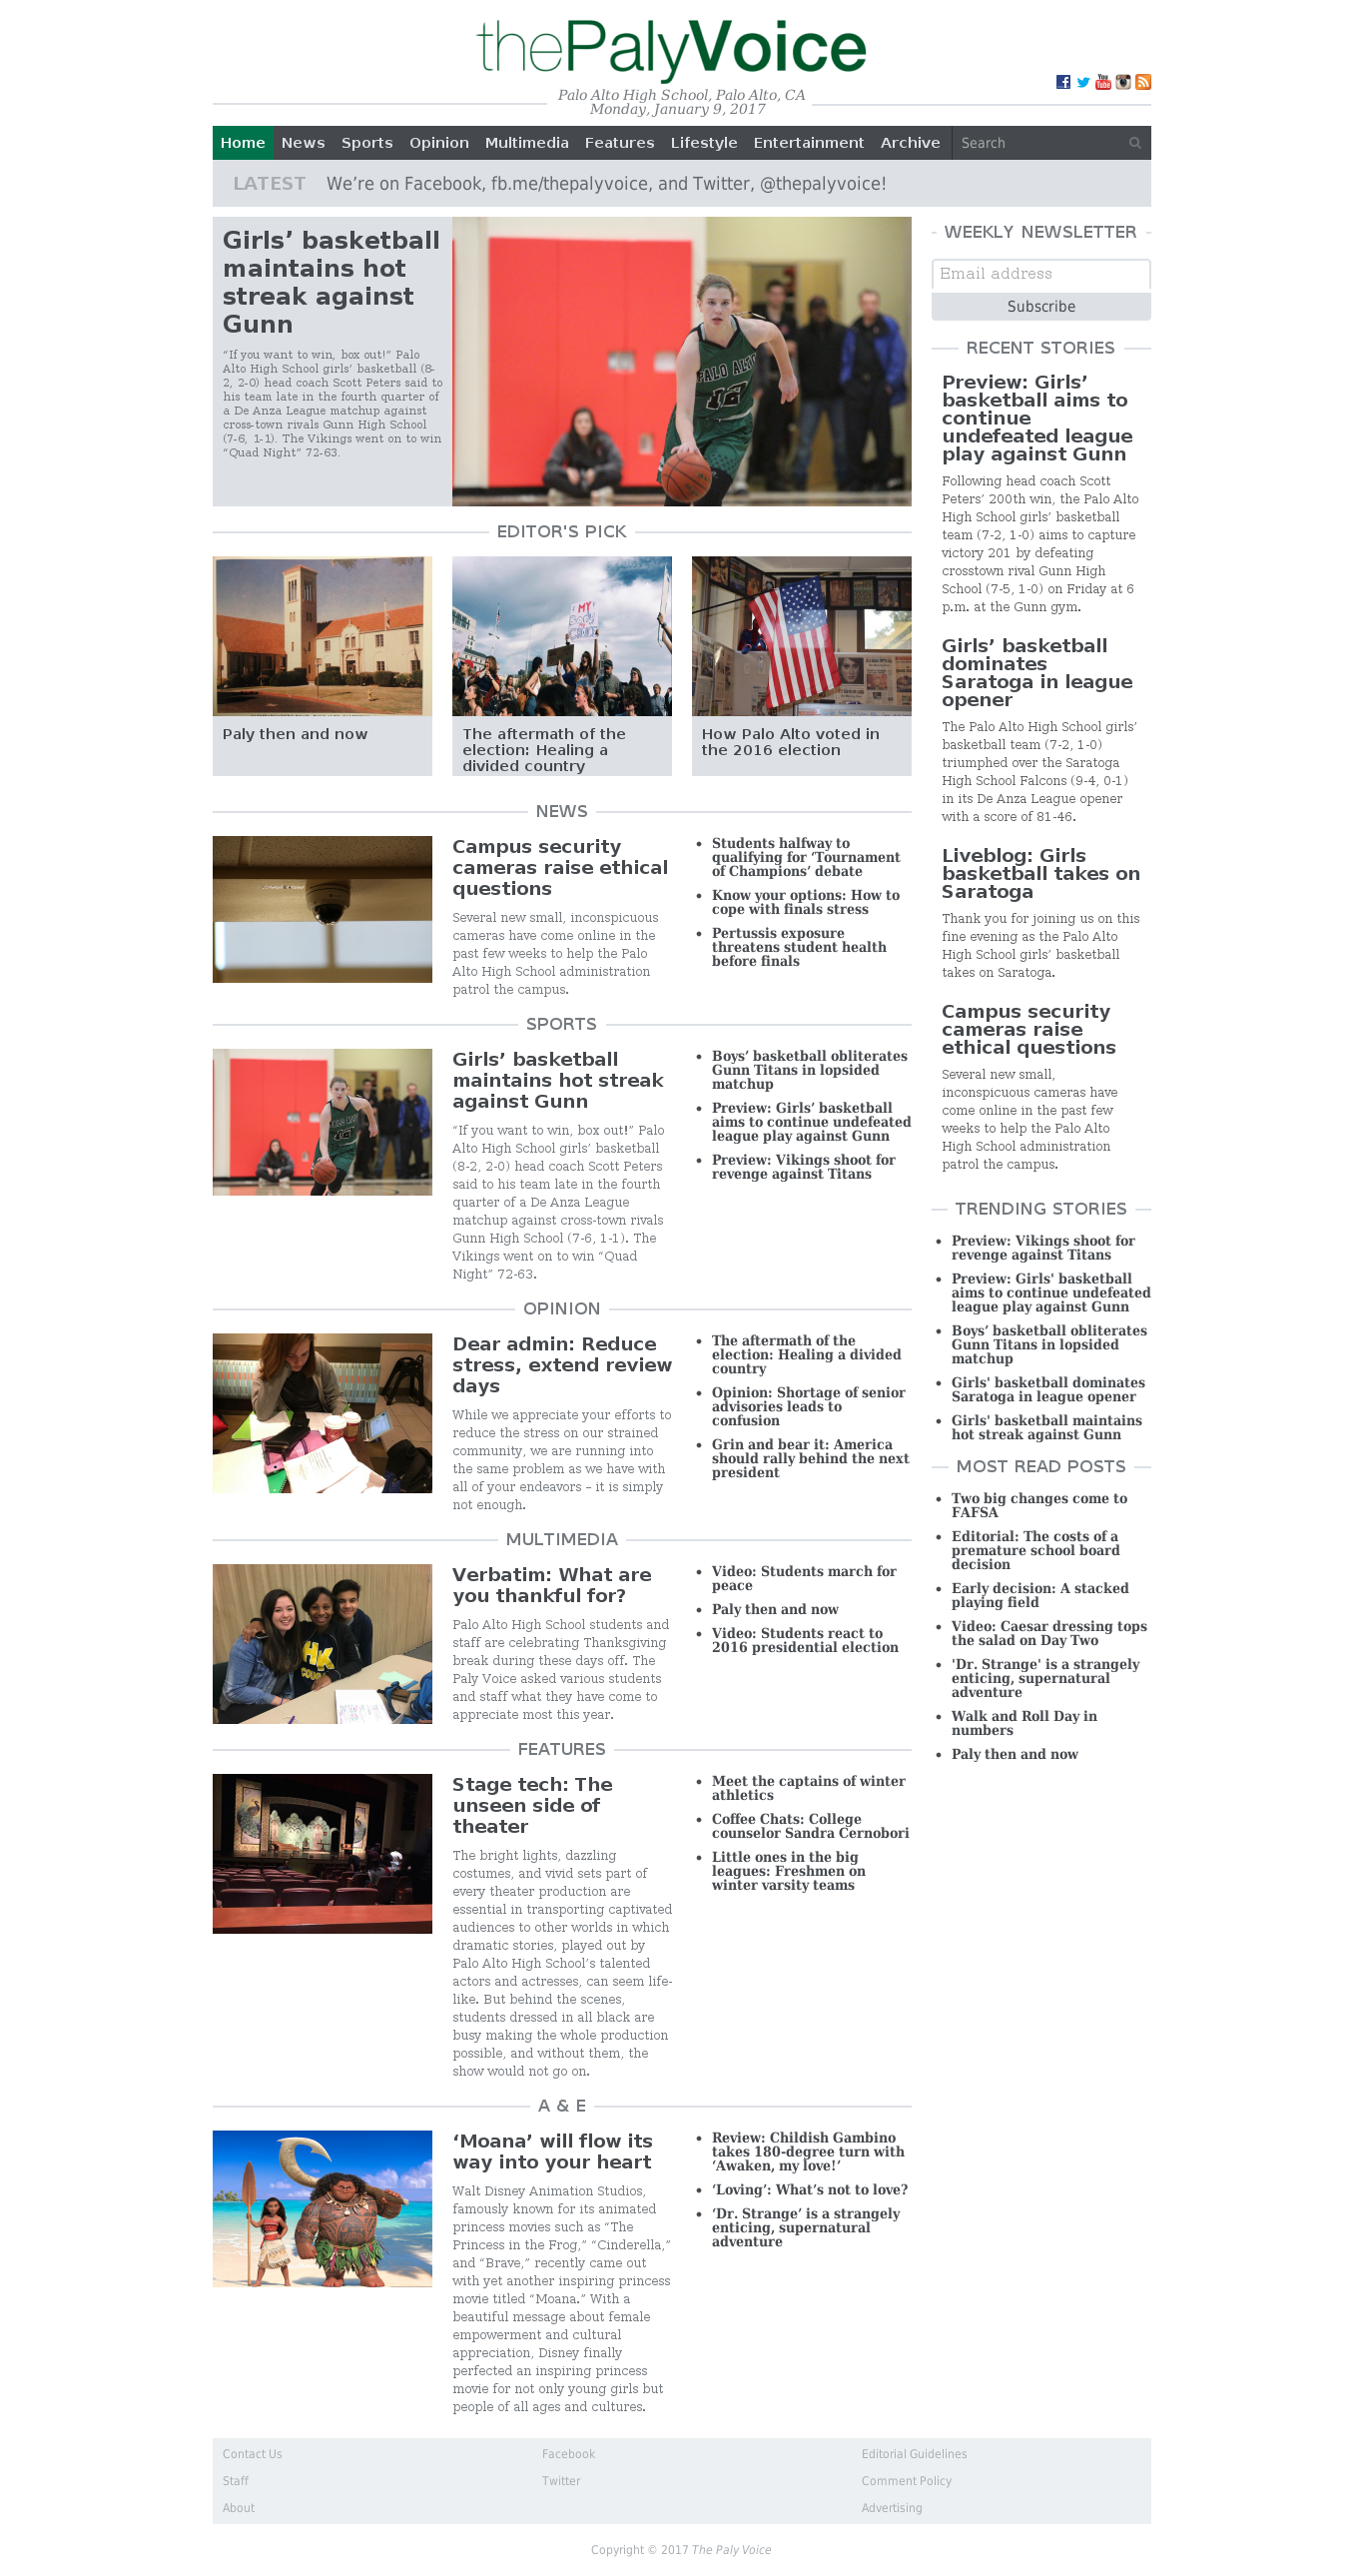 thePalyVoice
Palo Alto High School, Palo Alto, CA
Monday, January 9, 2017
Home News Sports Opinion Multimedia Features Lifestyle Entertainment Archive Search
LATEST We’re on Facebook, fb.me/thepalyvoice, and Twitter, @thepalyvoice!
Girls’ basketball
maintains hot
streak against
Gunn
“If you want to win, box out!” Palo
Alto High School girls’ basketball (8-
2, 2-0) head coach Scott Peters said to
his team late in the fourth quarter of
a De Anza League matchup against
cross-town rivals Gunn High School
(7-6, 1-1). The Vikings went on to win
“Quad Night” 72-63.
PALO ALTO
12
EDITOR'S PICK
MY
BODY
MY
CHOICE
Paly then and now
The aftermath of the
election: Healing a
divided country
How Palo Alto voted in
the 2016 election
NEWS
Campus security
cameras raise ethical
questions
Several new small, inconspicuous
cameras have come online in the
past few weeks to help the Palo
Alto High School administration
patrol the campus.
Students halfway to
qualifying for ‘Tournament
of Champions’ debate
Know your options: How to
cope with finals stress
Pertussis exposure
threatens student health
before finals
SPORTS
Girls’ basketball
maintains hot streak
against Gunn
“If you want to win, box out!” Palo
Alto High School girls’ basketball
(8-2, 2-0) head coach Scott Peters
said to his team late in the fourth
quarter of a De Anza League
matchup against cross-town rivals
Gunn High School (7-6, 1-1). The
Vikings went on to win “Quad
Night” 72-63.
Boys’ basketball obliterates
Gunn Titans in lopsided
matchup
Preview: Girls’ basketball
aims to continue undefeated
league play against Gunn
Preview: Vikings shoot for
revenge against Titans
OPINION
Dear admin: Reduce
stress, extend review
days
While we appreciate your efforts to
reduce the stress on our strained
community, we are running into
the same problem as we have with
all of your endeavors – it is simply
not enough.
The aftermath of the
election: Healing a divided
country
Opinion: Shortage of senior
advisories leads to
confusion
Grin and bear it: America
should rally behind the next
president
MULTIMEDIA
HK
Verbatim: What are
you thankful for?
Palo Alto High School students and
staff are celebrating Thanksgiving
break during these days off. The
Paly Voice asked various students
and staff what they have come to
appreciate most this year.
Video: Students march for
peace
Paly then and now
Video: Students react to
2016 presidential election
FEATURES
Stage tech: The
unseen side of
theater
The bright lights, dazzling
costumes, and vivid sets part of
every theater production are
essential in transporting captivated
audiences to other worlds in which
dramatic stories, played out by
Palo Alto High School’s talented
actors and actresses, can seem life-
like. But behind the scenes,
students dressed in all black are
busy making the whole production
possible, and without them, the
show would not go on.
Meet the captains of winter
athletics
Coffee Chats: College
counselor Sandra Cernobori
Little ones in the big
leagues: Freshmen on
winter varsity teams
A & E
‘Moana’ will flow its
way into your heart
Walt Disney Animation Studios,
famously known for its animated
princess movies such as “The
Princess in the Frog,” “Cinderella,”
and “Brave,” recently came out
with yet another inspiring princess
movie titled “Moana.” With a
beautiful message about female
empowerment and cultural
appreciation, Disney finally
perfected an inspiring princess
movie for not only young girls but
people of all ages and cultures.
Review: Childish Gambino
takes 180-degree turn with
‘Awaken, my love!’
‘Loving’: What’s not to love?
‘Dr. Strange’ is a strangely
enticing, supernatural
adventure
WEEKLY NEWSLETTER
Email address
Subscribe
RECENT STORIES
Preview: Girls’
basketball aims to
continue
undefeated league
play against Gunn
Following head coach Scott
Peters’ 200th win, the Palo Alto
High School girls’ basketball
team (7-2, 1-0) aims to capture
victory 201 by defeating
crosstown rival Gunn High
School (7-5, 1-0) on Friday at 6
p.m. at the Gunn gym.
Girls’ basketball
dominates
Saratoga in league
opener
The Palo Alto High School girls’
basketball team (7-2, 1-0)
triumphed over the Saratoga
High School Falcons (9-4, 0-1)
in its De Anza League opener
with a score of 81-46.
Liveblog: Girls
basketball takes on
Saratoga
Thank you for joining us on this
fine evening as the Palo Alto
High School girls’ basketball
takes on Saratoga.
Campus security
cameras raise
ethical questions
Several new small,
inconspicuous cameras have
come online in the past few
weeks to help the Palo Alto
High School administration
patrol the campus.
TRENDING STORIES
Preview: Vikings shoot for
revenge against Titans
Preview: Girls' basketball
aims to continue undefeated
league play against Gunn
Boys’ basketball obliterates
Gunn Titans in lopsided
matchup
Girls' basketball dominates
Saratoga in league opener
Girls' basketball maintains
hot streak against Gunn
MOST READ POSTS
Two big changes come to
FAFSA
Editorial: The costs of a
premature school board
decision
Early decision: A stacked
playing field
Video: Caesar dressing tops
the salad on Day Two
'Dr. Strange' is a strangely
enticing, supernatural
adventure
Walk and Roll Day in
numbers
Paly then and now
Contact Us Facebook Editorial Guidelines
Staff Twitter Comment Policy
About Advertising
Copyright © 2017 The Paly Voice